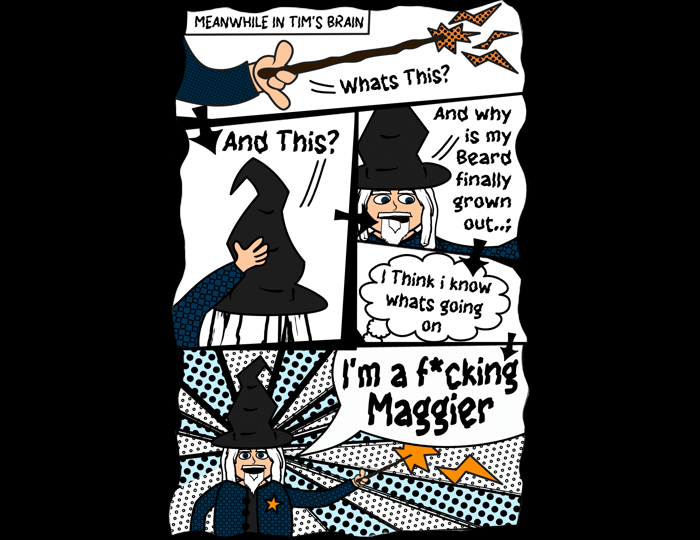 MEANWHILE IN TIM'S BRAIN
Whats This?
And This?
And why
is my
Beard
finally
grown
out..;
I Think i know
whats going
on
I'm a f*cking
Maggier